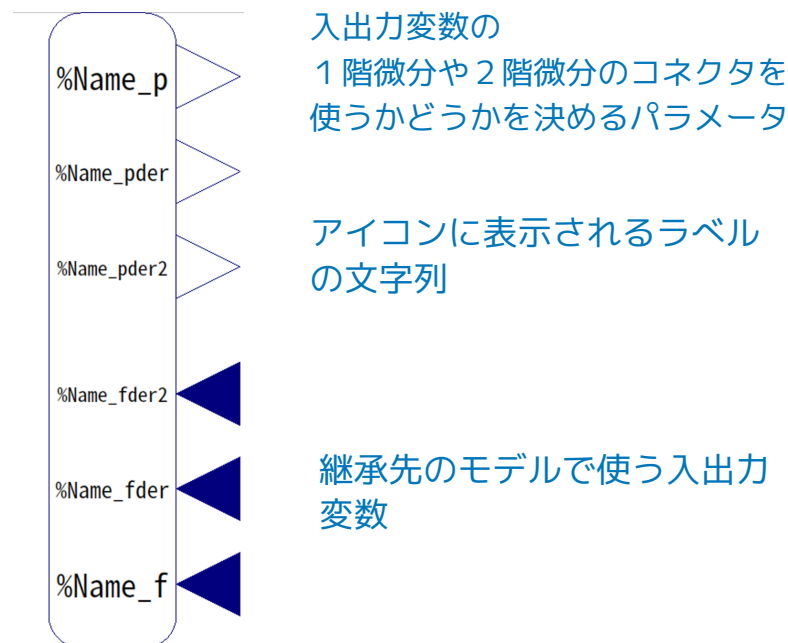 %Name_p
%Name_pder
%Name_pder2
%Name_fder2
%Name_fder
%Name_f
入出力変数の
１階微分や２階微分のコネクタを
使うかどうかを決めるパラメータ
アイコンに表示されるラベル
の文字列
継承先のモデルで使う入出力
変数